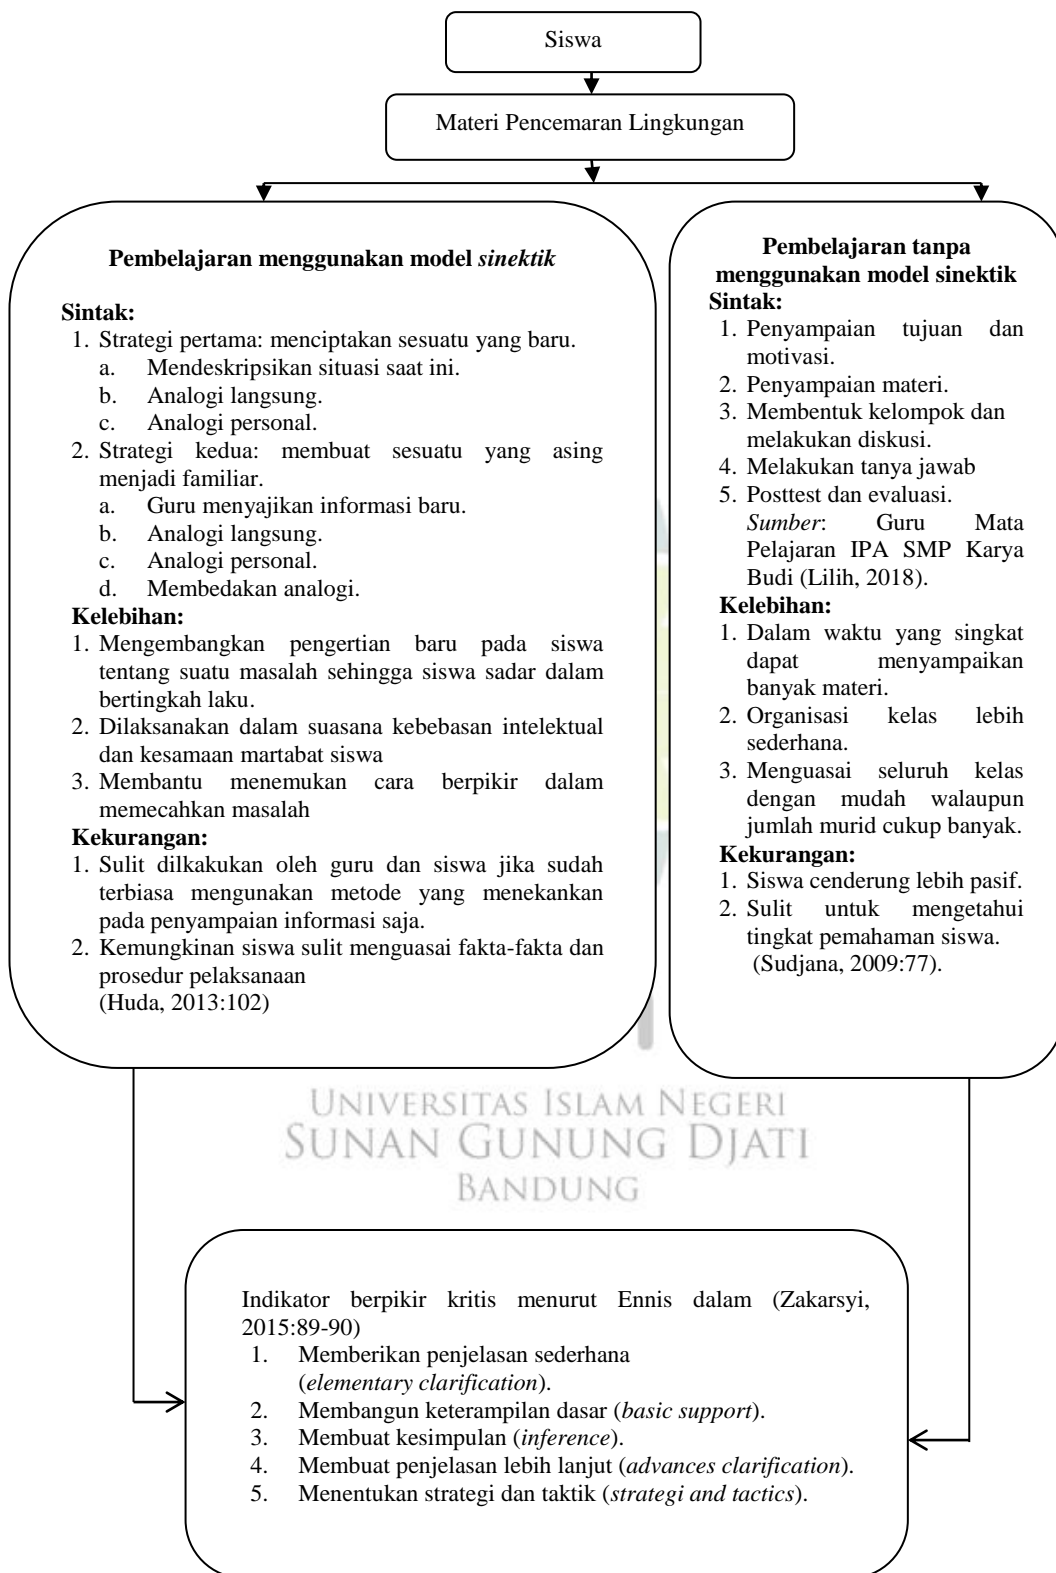 Siswa
Materi Pencemaran Lingkungan
Pembelajaran menggunakan model sinektik
Sintak:
1. Strategi pertama: menciptakan sesuatu yang baru.
a. Mendeskripsikan situasi saat ini.
b. Analogi langsung.
c. Analogi personal.
2. Strategi kedua: membuat sesuatu yang asing
menjadi familiar.
a. Guru menyajikan informasi baru.
b. Analogi langsung.
c. Analogi personal.
d. Membedakan analogi.
Kelebihan:
1. Mengembangkan pengertian baru pada siswa
tentang suatu masalah sehingga siswa sadar dalam
bertingkah laku.
2. Dilaksanakan dalam suasana kebebasan intelektual
dan kesamaan martabat siswa
3. Membantu menemukan cara berpikir dalam
memecahkan masalah
Kekurangan:
1. Sulit dilkakukan oleh guru dan siswa jika sudah
terbiasa mengunakan metode yang menekankan
pada penyampaian informasi saja.
2. Kemungkinan siswa sulit menguasai fakta-fakta dan
prosedur pelaksanaan
(Huda, 2013:102)
Pembelajaran tanpa
menggunakan model sinektik
Sintak:
1. Penyampaian tujuan dan
motivasi.
2. Penyampaian materi.
3. Membentuk kelompok dan
melakukan diskusi.
4. Melakukan tanya jawab
5. Posttest dan evaluasi.
Sumber: Guru Mata
Pelajaran IPA SMP Karya
Budi (Lilih, 2018).
Kelebihan:
1. Dalam waktu yang singkat
dapat menyampaikan
banyak materi.
2. Organisasi kelas lebih
sederhana.
3. Menguasai seluruh kelas
dengan mudah walaupun
jumlah murid cukup banyak.
Kekurangan:
1. Siswa cenderung lebih pasif.
2. Sulit untuk mengetahui
tingkat pemahaman siswa.
(Sudjana, 2009:77).
UNIVERSITAS ISLAM NEGERI
SUNAN GUNUNG DJATI
BANDUNG
Indikator berpikir kritis menurut Ennis dalam (Zakarsyi,
2015:89-90)
1. Memberikan penjelasan sederhana
(elementary clarification).
2. Membangun keterampilan dasar (basic support).
3. Membuat kesimpulan (inference).
4. Membuat penjelasan lebih lanjut (advances clarification).
5. Menentukan strategi dan taktik (strategi and tactics).